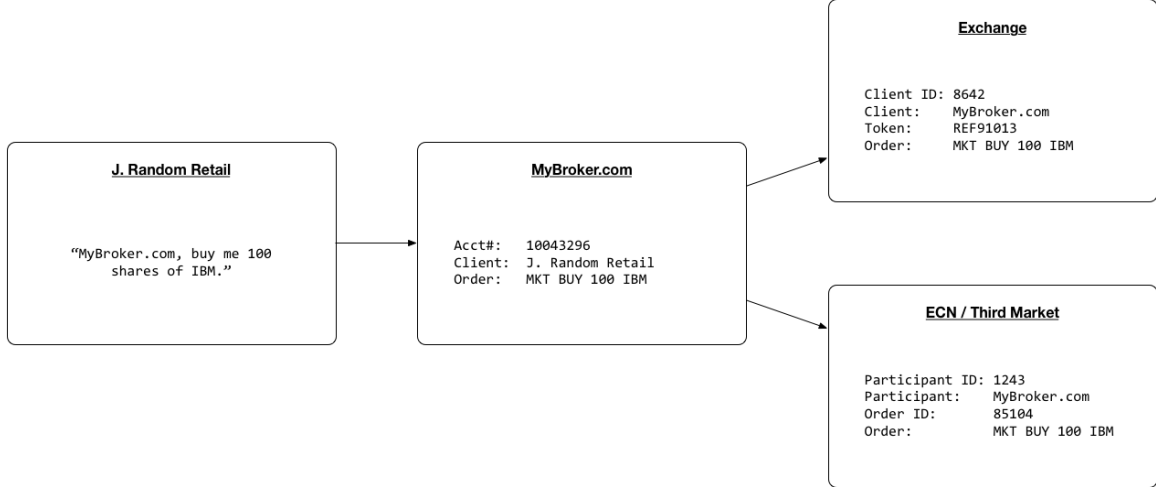 J. Random Retail
“MyBroker.com, buy me 100
shares of IBM.”
MyBroker.com
Acct#: 10043296
Client: J. Random Retail
Order: MKT BUY 100 IBM
Exchange
Client ID: 8642
Client: MyBroker.com
Token: REF91013
Order: MKT BUY 100 IBM
ECN / Third Market
Participant ID: 1243
Participant: MyBroker.com
Order ID: 85104
Order: MKT BUY 100 IBM